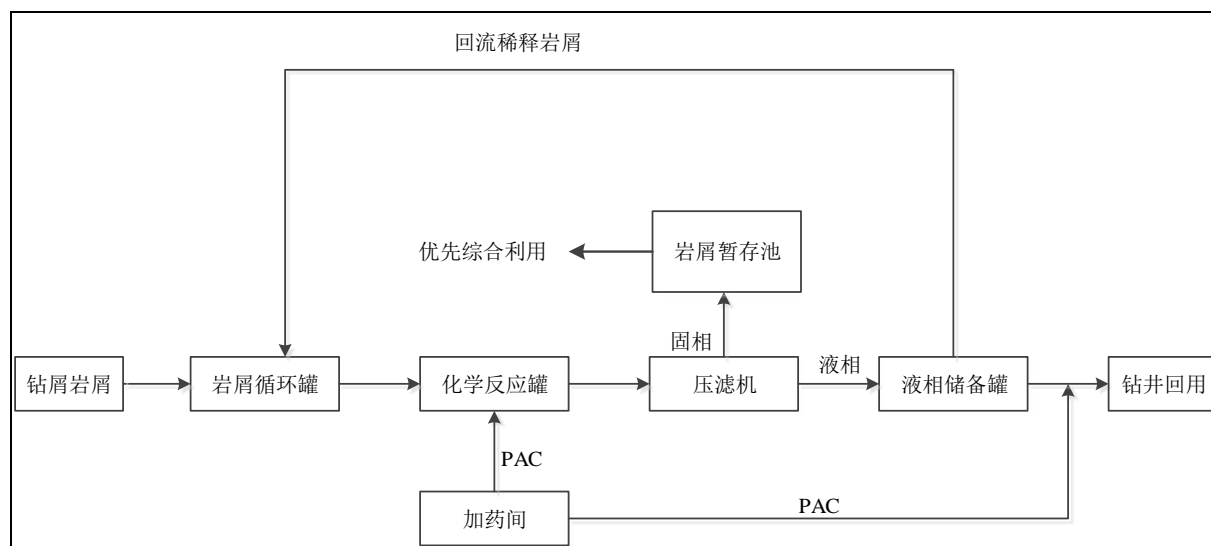 回流稀释岩屑
优先综合利用
岩屑暂存池
固相
液相
钻屑岩屑
岩屑循环罐
化学反应罐
压滤机
液相储备罐
钻井回用
PAC
PAC
加药间